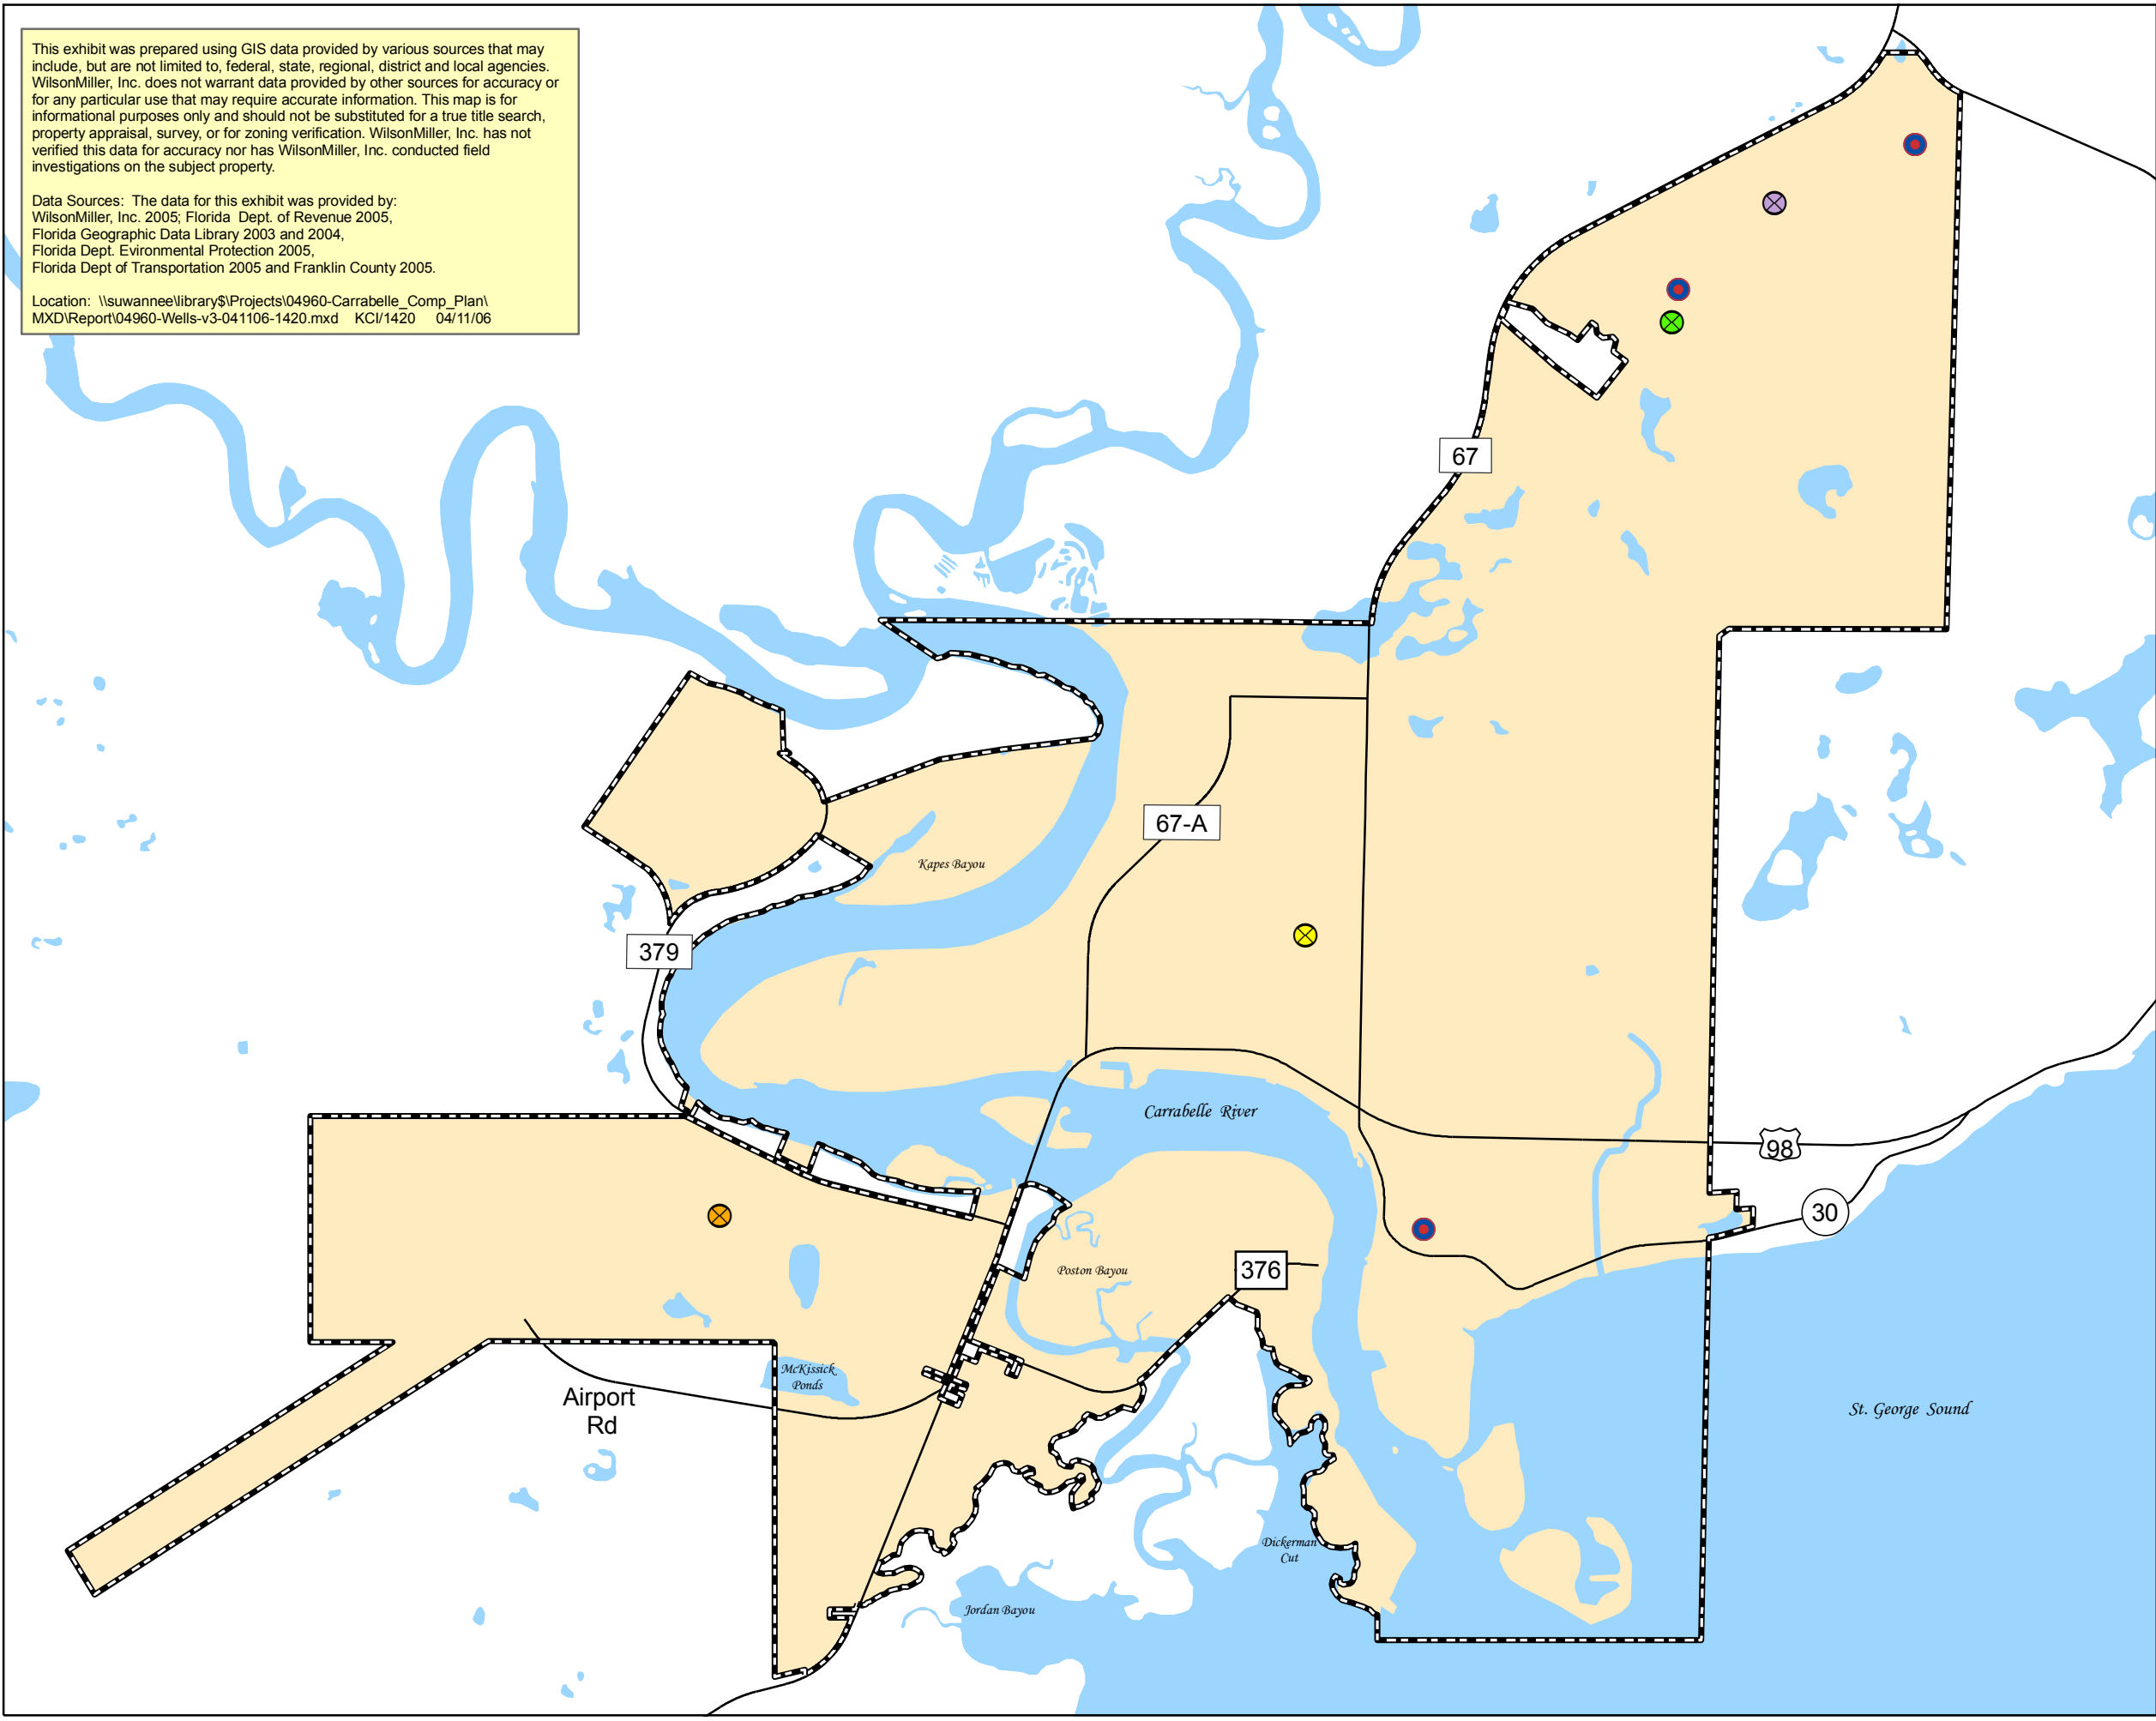 This exhibit was prepared using GIS data provided by various sources that may
include, but are not limited to, federal, state, regional, district and local agencies.
WilsonMiller, Inc. does not warrant data provided by other sources for accuracy or
for any particular use that may require accurate information. This map is for
informational purposes only and should not be substituted for a true title search,
property appraisal, survey, or for zoning verification. WilsonMiller, Inc. has not
verified this data for accuracy nor has WilsonMiller, Inc. conducted field
investigations on the subject property.
Data Sources: The data for this exhibit was provided by:
WilsonMiller, Inc. 2005; Florida Dept. of Revenue 2005,
Florida Geographic Data Library 2003 and 2004,
Florida Dept. Evironmental Protection 2005,
Florida Dept of Transportation 2005 and Franklin County 2005.
Location: \\suwannee\library$\Projects\04960-Carrabelle_Comp_Plan\
MXD\Report\04960-Wells-v3-041106-1420.mxd KCI/1420 04/11/06
67
67-A
Kapes Bayou
379
Carrabelle River
98
30
Poston Bayou
376
McKissick
Ponds
Airport
Rd
St. George Sound
Dickerman
Cut
Jordan Bayou